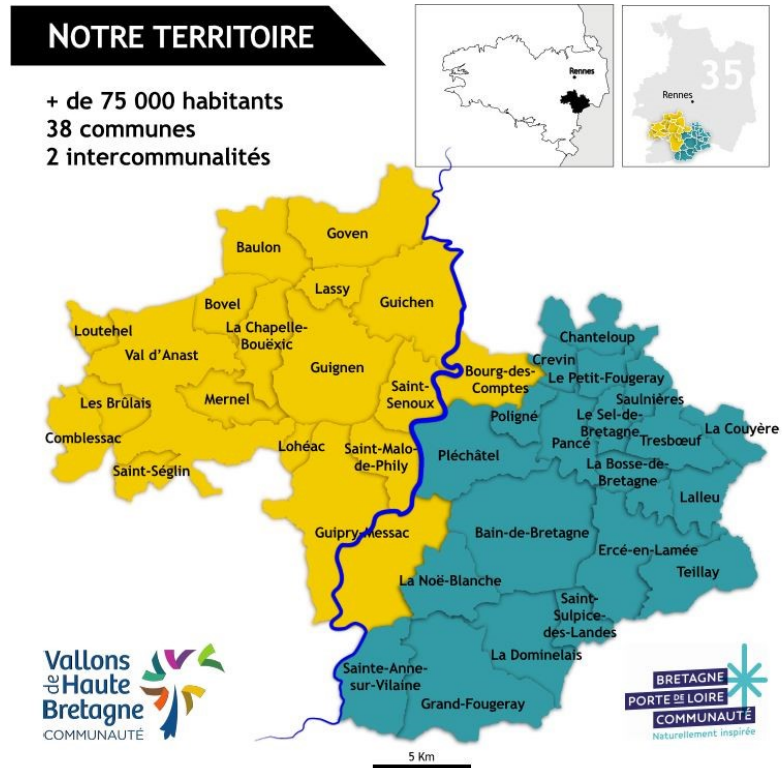 NOTRE TERRITOIRE
+ de 75 000 habitants
38 communes
2 intercommunalités
Rennes
35
Rennes
Goven
Baulon
Lassy
Guichen
Bovel
Loutehel
La Chapelle-
Bouëxic
Val d'Anast
Guignen
Saint-
Senoux
Mernel
Les Brûlais
Comblessac
Saint-Séglin
Lohéac
Saint-Malo-
de-Phily
Guipry-Messac
Bourg-des-
Comptes
Chanteloup
Crevin
Le Petit-Fougeray
Saulnières
Poligné
Le Sel-de-
Bretagne
La Couyère
Tresbœuf
Pancé
Pléchâtel
La Bosse-de-
Bretagne
Lalleu
Bain-de-Bretagne
Ercé-en-Lamée
Teillay
La Noë-Blanche
Saint-
Sulpice-
des-Landes
La Dominelais
Sainte-Anne-
sur-Vilaine
Grand-Fougeray
Vallons
de Haute
Bretagne
COMMUNAUTÉ
BRETAGNE
PORTE DE LOIRE
COMMUNAUTÉ
Naturellement inspirée
5 Km